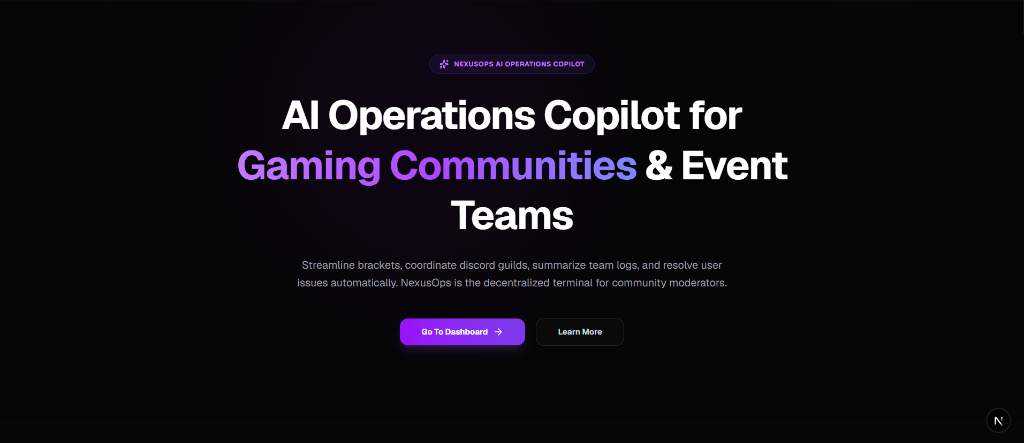 NEXUSOPS AI OPERATIONS COPILOT
AI Operations Copilot for
Gaming Communities & Event
Teams
Streamline brackets, coordinate discord guilds, summarize team logs, and resolve user
issues automatically. NexusOps is the decentralized terminal for community moderators.
Go To Dashboard
Learn More
N